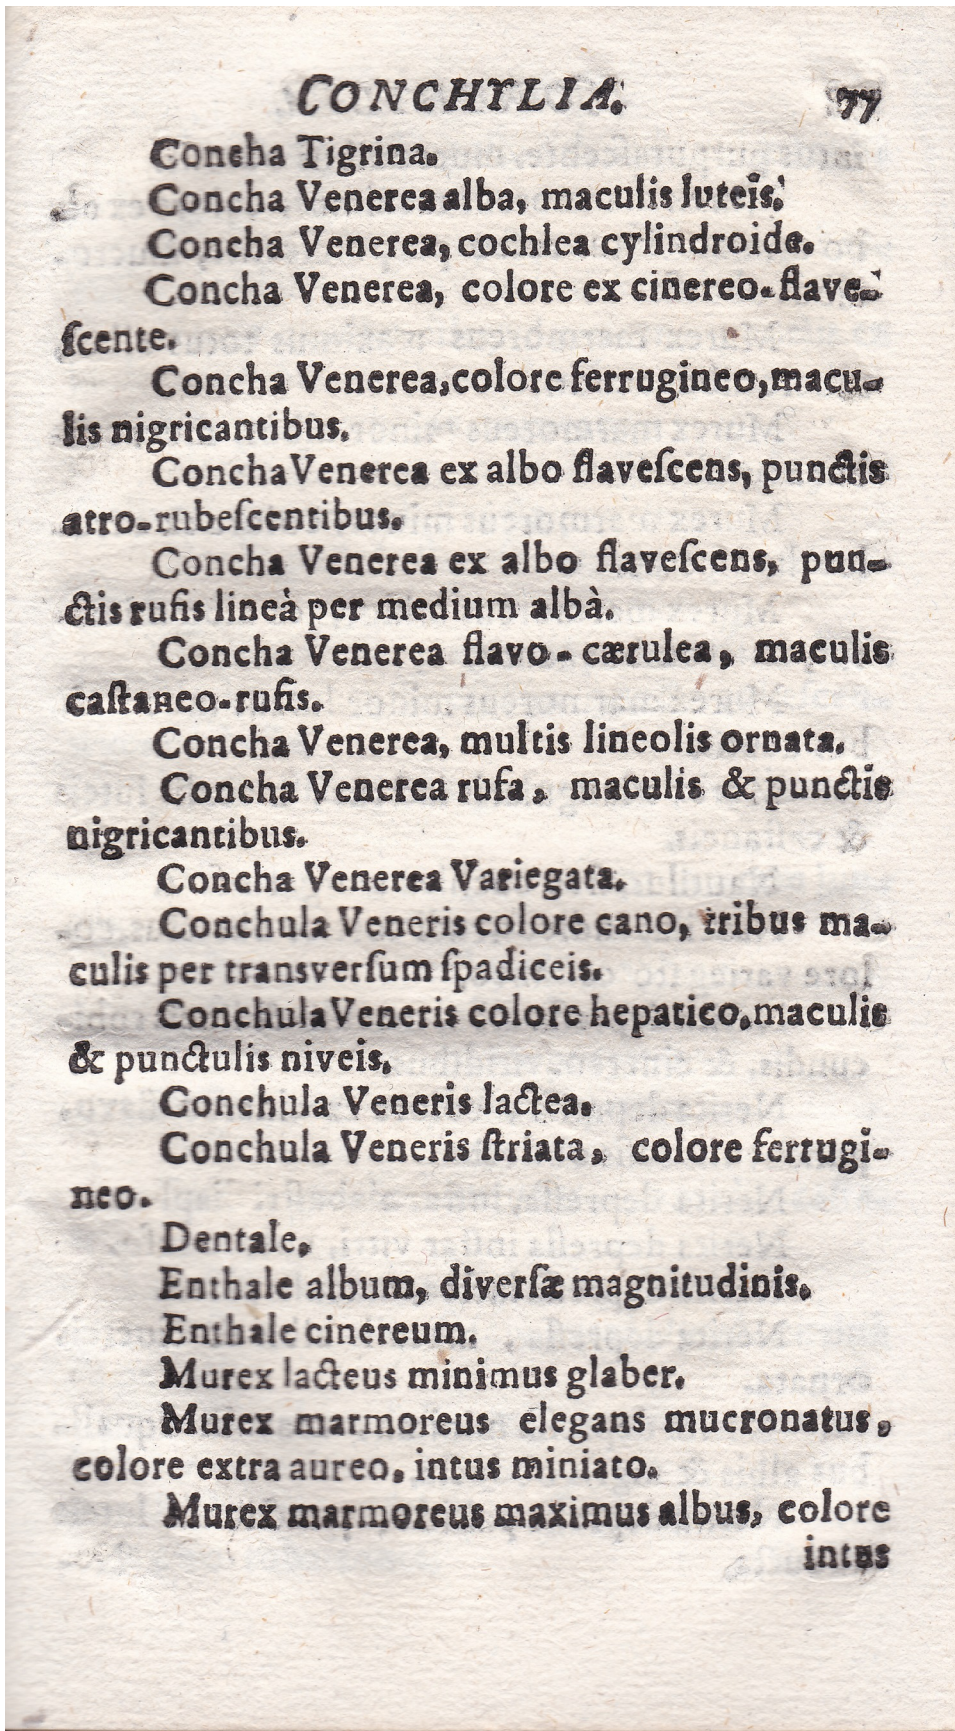 CONCHYLIA. 77
Concha Tigrina.
Concha Venerea alba, maculis luteis.
Concha Venerea, cochlea cylindroide.
Concha Venerea, colore ex cinereo-flave-
ſcente.
Concha Venerea, colore ferrugineo, macu-
lis nigricantibus.
Concha Venerea ex albo flaveſcens, punctis
atro-rubeſcentibus.
Concha Venerea ex albo flaveſcens, pun-
ctis rufis lineà per medium albà.
Concha Venerea flavo-cærulea, maculis
caſtaneo-rufis.
Concha Venerea, multis lineolis ornata.
Concha Venerea rufa, maculis & punctis
nigricantibus.
Concha Venerea Variegata.
Conchula Veneris colore cano, tribus ma-
culis per transverſum ſpadiceis.
Conchula Veneris colore hepatico, maculis
& punctulis niveis.
Conchula Veneris lactea.
Conchula Veneris ſtriata, colore ferrugi-
neo.
Dentale.
Enthale album, diverſæ magnitudinis.
Enthale cinereum.
Murex lacteus minimus glaber.
Murex marmoreus elegans mucronatus,
colore extra aureo, intus miniato.
Murex marmoreus maximus albus, colore
intus